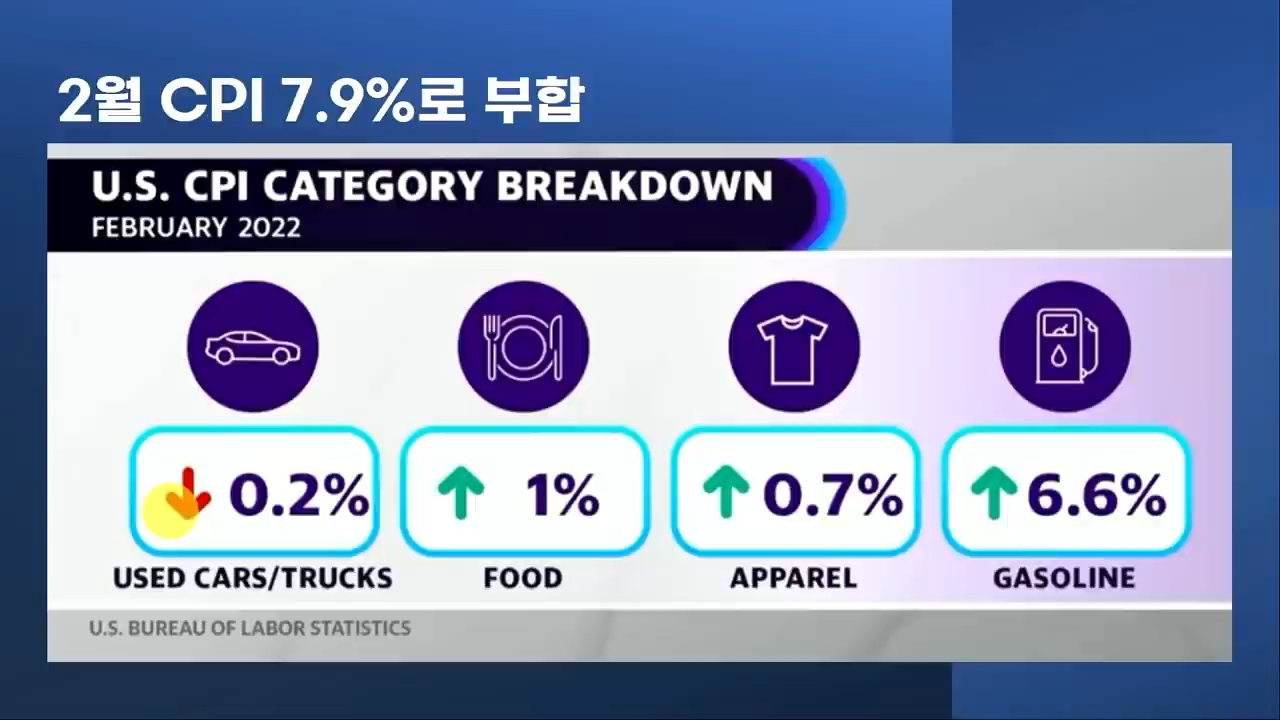 2월 CPI 7.9%로 부합
U.S. CPI CATEGORY BREAKDOWN
FEBRUARY 2022
0.2% 1% 0.7% 6.6%
USED CARS/TRUCKS FOOD APPAREL GASOLINE
U.S. BUREAU OF LABOR STATISTICS